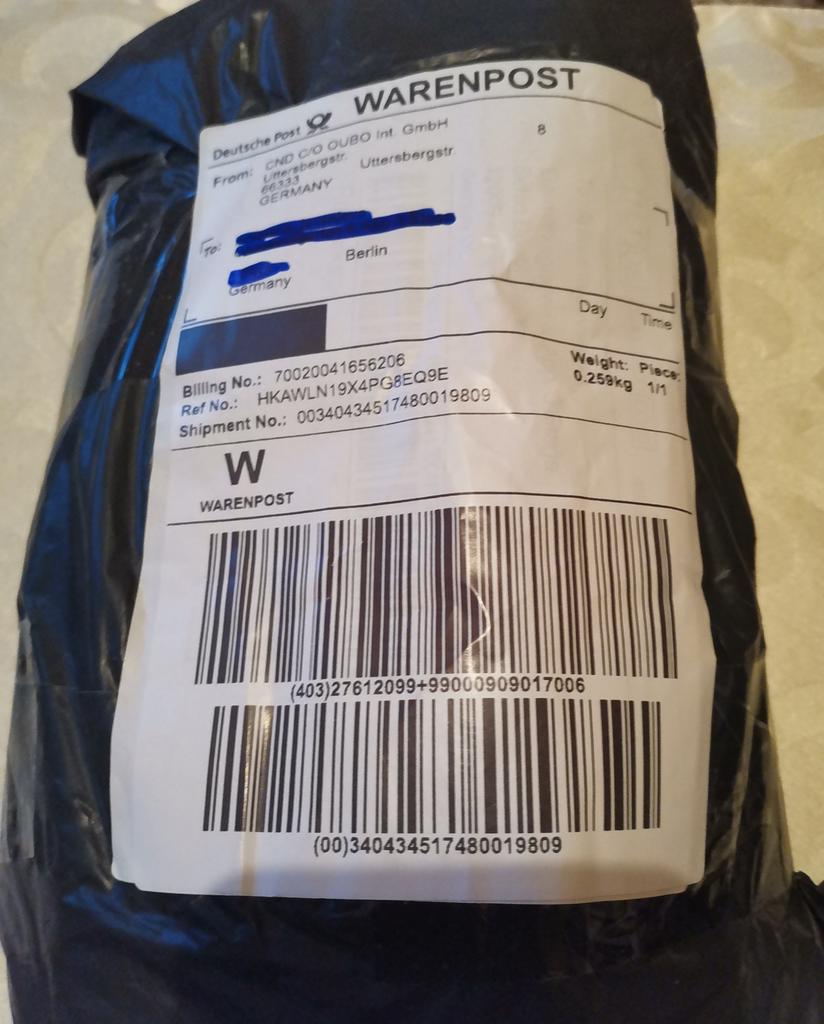 WARENPOST
Deutsche Post
From: CND C/O OUBO Int. GmbH 8
Uttersbergstr. Uttersbergstr.
66333
GERMANY
To:
Berlin
Germany
Day Time
Billing No.: 70020041656206
Ref No.: HKAWLN19X4PG8EQ9E
Shipment No.: 00340434517480019809
Weight: Piece:
0.259kg 1/1
W
WARENPOST
(403)27612099+99000909017006
(00)340434517480019809